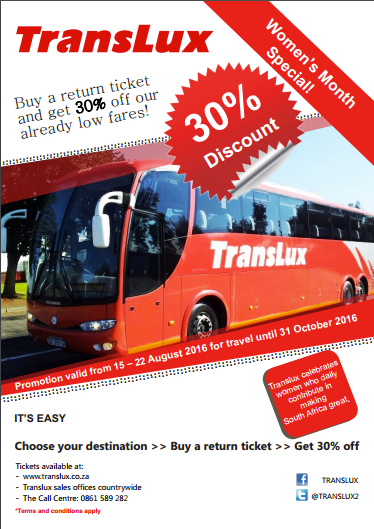 TRANSLUX
Women's Month
Special!
Buy a return ticket
and get 30% off our
already low fares!
30%
Discount
TRANSLUX
Promotion valid from 15 – 22 August 2016 for travel until 31 October 2016
Translux celebrates
women who daily
contribute in
making
South Africa great.
IT'S EASY
Choose your destination >> Buy a return ticket >> Get 30% off
Tickets available at:
- www.translux.co.za
- Translux sales offices countrywide
- The Call Centre: 0861 589 282
*Terms and conditions apply
TRANSLUX
@TRANSLUX2